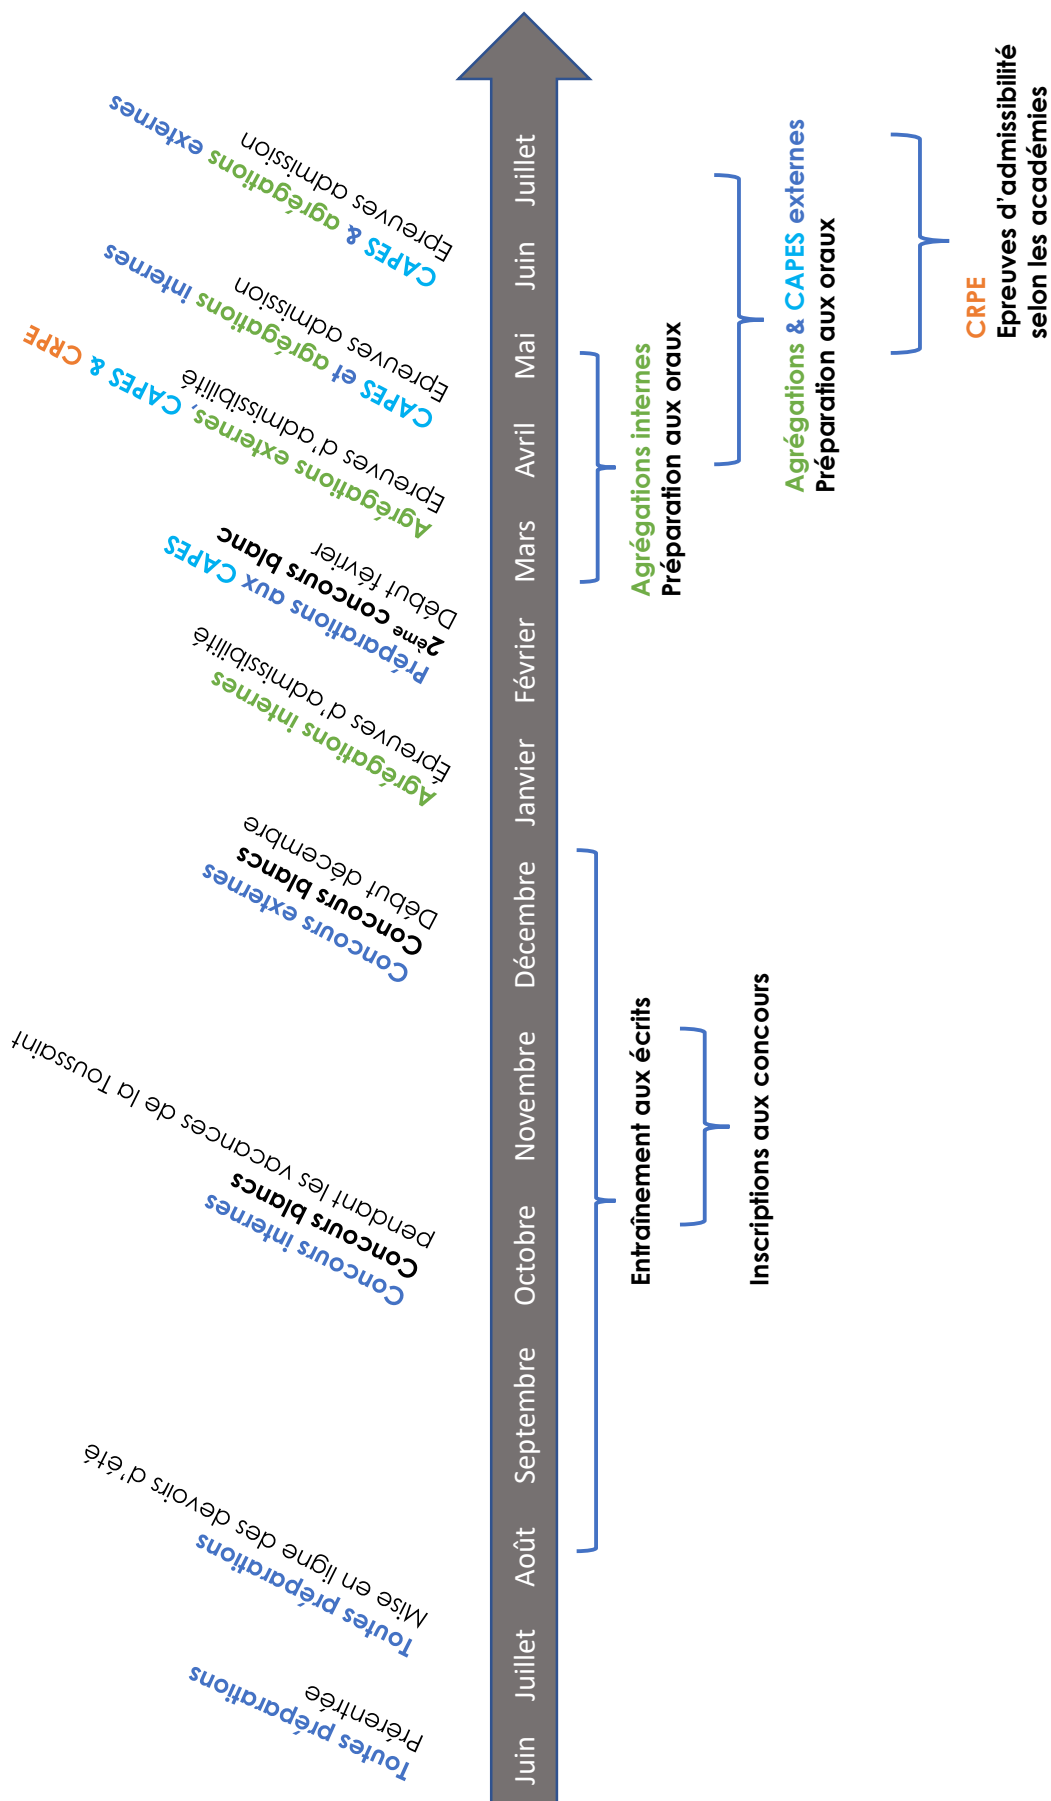 Toutes préparations
Prérentrée
Toutes préparations
Mise en ligne des devoirs d'été
Concours internes
Concours blancs
pendant les vacances de la Toussaint
Concours externes
Concours blancs
Début décembre
Agrégations internes
Épreuves d'admissibilité
Préparations aux CAPES
2ème concours blanc
Début février
Agrégations externes, CAPES & CRPE
Epreuves d'admissibilité
CAPES et agrégations internes
Epreuves admission
CAPES & agrégations externes
Epreuves admission
Juin Juillet Août Septembre Octobre Novembre Décembre Janvier Février Mars Avril Mai Juin Juillet
Entraînement aux écrits
Inscriptions aux concours
Agrégations internes
Préparation aux oraux
Agrégations & CAPES externes
Préparation aux oraux
CRPE
Epreuves d'admissibilité
selon les académies